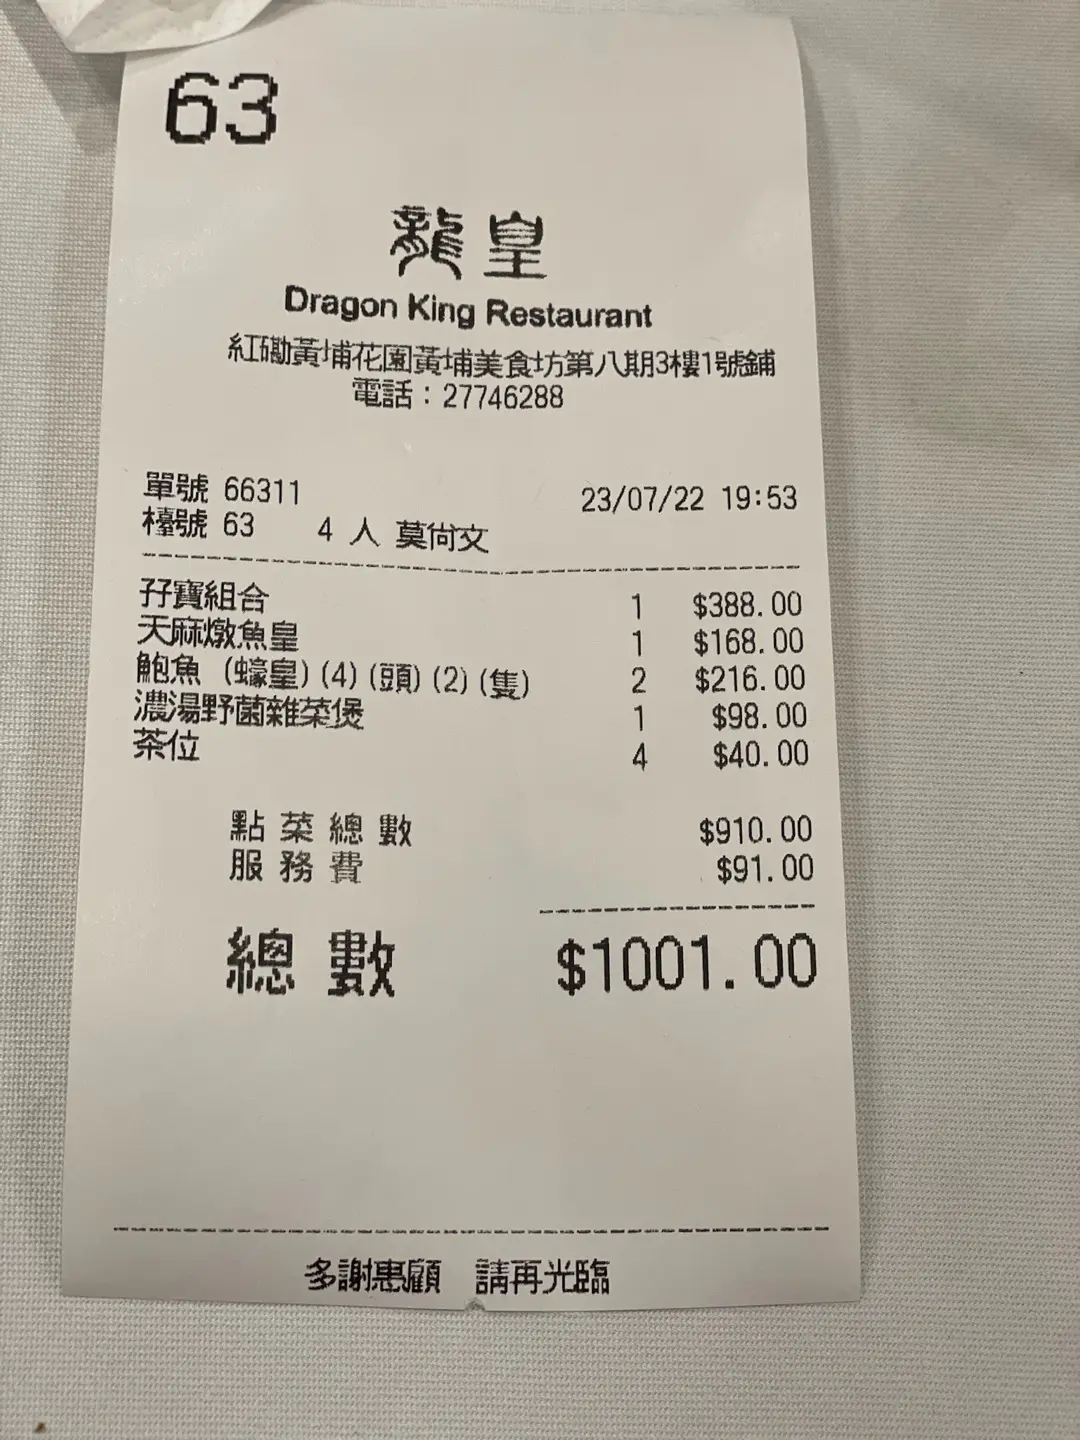 63
龍皇
Dragon King Restaurant
紅磡黃埔花園黃埔美食坊第八期3樓1號鋪
電話：27746288
單號 66311 23/07/22 19:53
檯號 63 4 人 莫尚文
孖寶組合 1 $388.00
天麻燉魚皇 1 $168.00
鮑魚 (蠔皇)(4)(頭)(2)(隻) 2 $216.00
濃湯野菌雜菜煲 1 $98.00
茶位 4 $40.00
點菜總數 $910.00
服務費 $91.00
總數 $1001.00
多謝惠顧 請再光臨